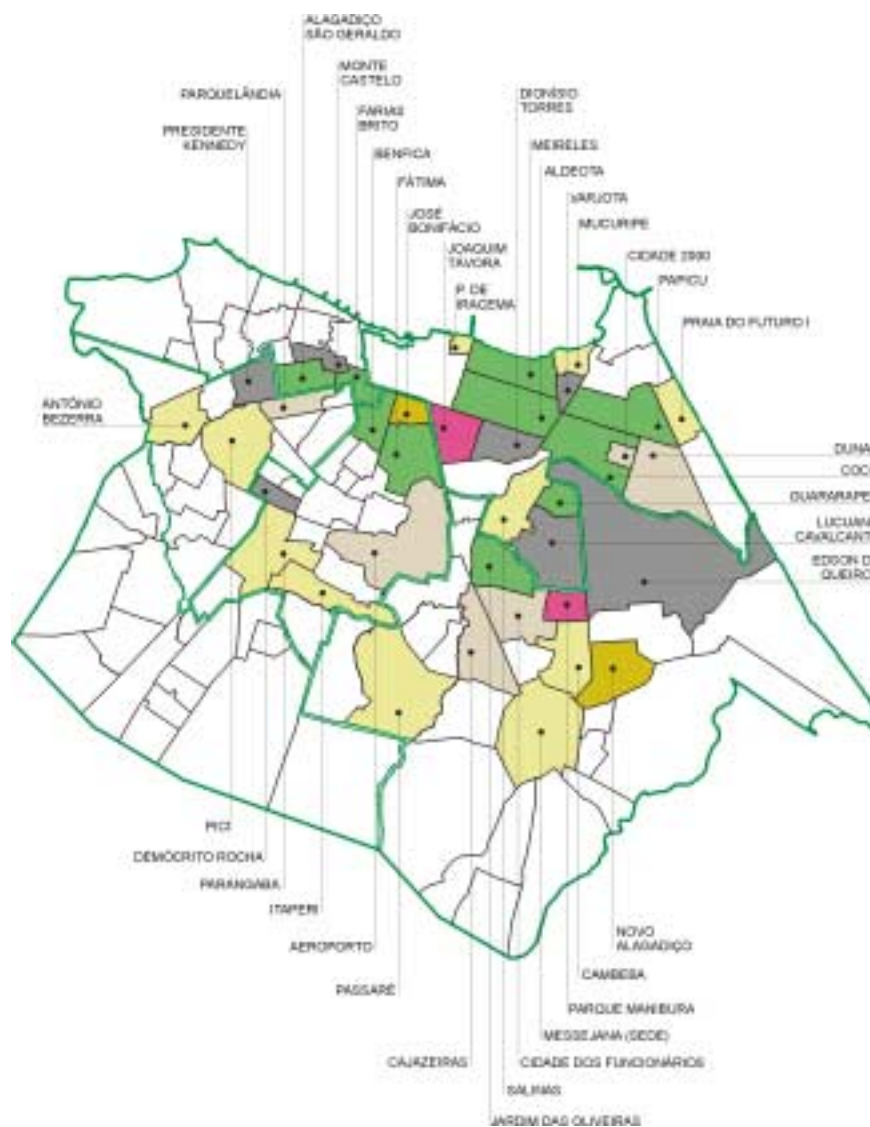 ALAGADIÇO
SÃO GERALDO
MONTE
CASTELO
PARQUELÂNDIA
FARIAS
BRITO
PRESIDENTE
KENNEDY
BENFICA
FÁTIMA
JOSÉ
BONIFÁCIO
JOAQUIM
TÁVORA
P. DE
IRACEMA
DIONÍSIO
TORRES
MEIRELES
ALDEOTA
VARJOTA
MUCURIPE
CIDADE 2000
PAPICU
PRAIA DO FUTURO I
ANTÔNIO
BEZERRA
DUNA
COC
GUARARAPE
LUCIAN
CAVALCANT
EDSON D
QUEIRO
PICI
DEMÓCRITO ROCHA
PARANGABA
ITAPERI
AEROPORTO
PASSARÉ
NOVO
ALAGADIÇO
CAMBEBA
PARQUE MANIBURA
MESSEJANA (SEDE)
CAJAZEIRAS
CIDADE DOS FUNCIONÁRIOS
SALINAS
JARDIM DAS OLIVEIRAS